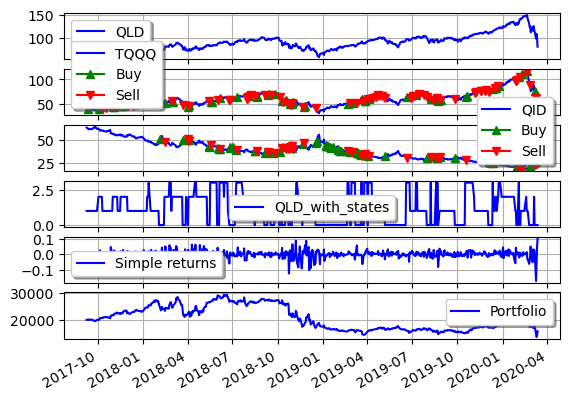 150
100
QLD
TQQQ
Buy
Sell
100
50
QID
Buy
Sell
50
25
2.5
0.0
QLD_with_states
0.1
0.0
−0.1
Simple returns
30000
20000
Portfolio
2017-10
2018-01
2018-04
2018-07
2018-10
2019-01
2019-04
2019-07
2019-10
2020-01
2020-04